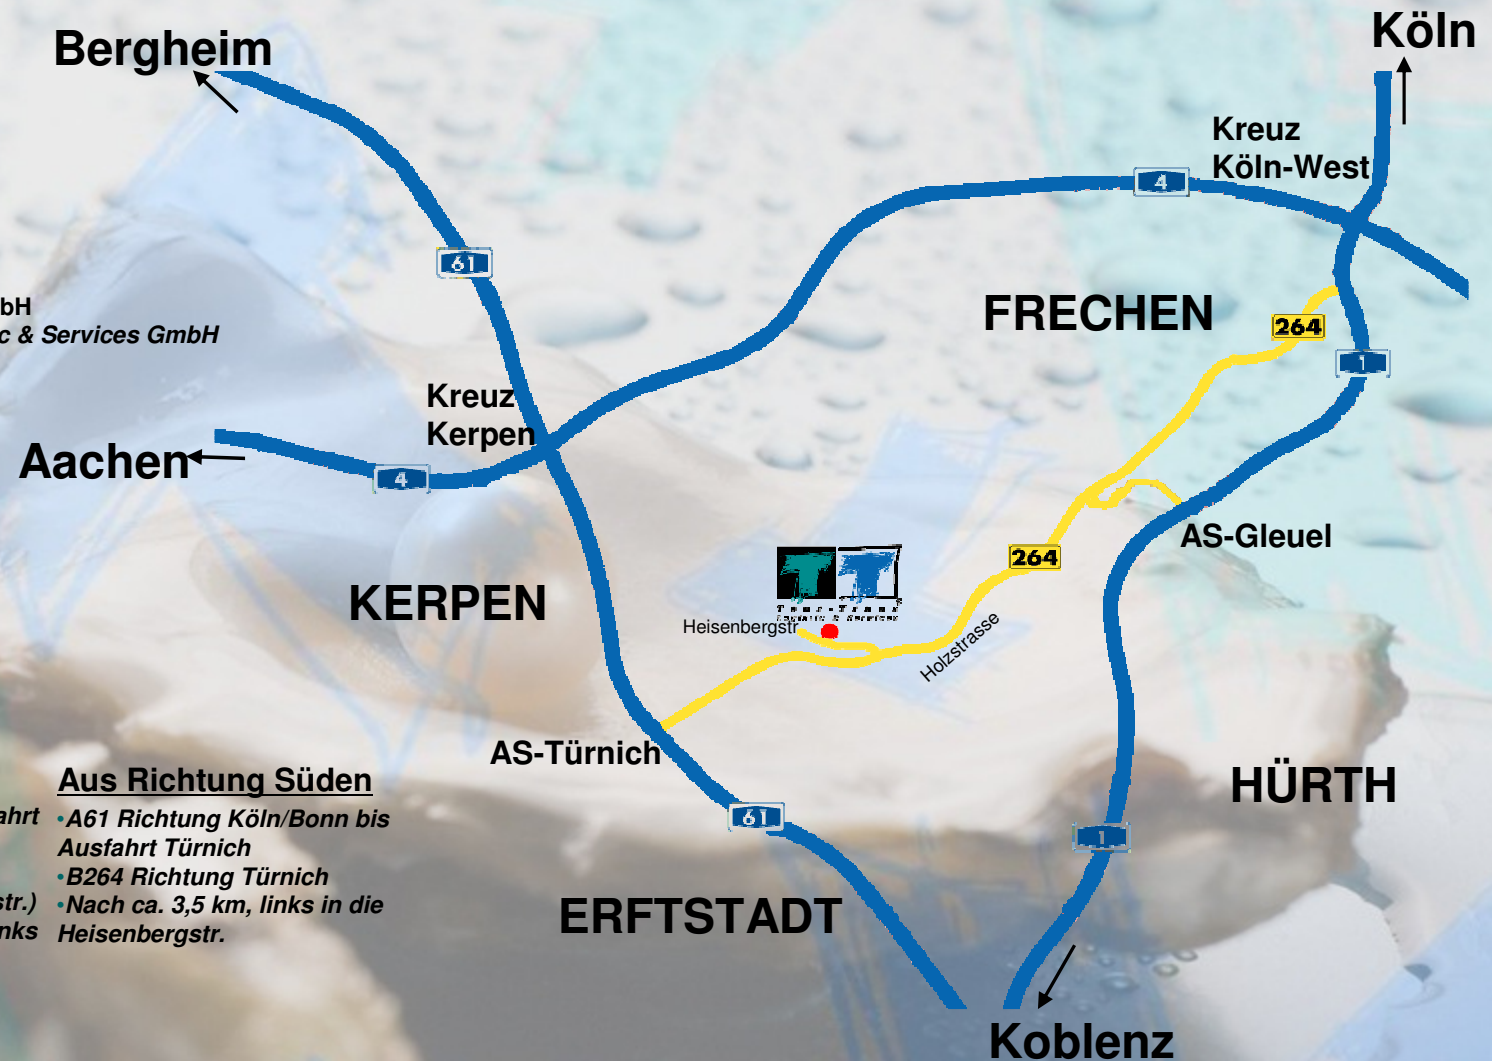 Köln
Bergheim
Kreuz
Köln-West
4
61
bH
c & Services GmbH
FRECHEN
264
1
Kreuz
Kerpen
Aachen
4
AS-Gleuel
264
KERPEN
Heisenbergstr
Holzstrasse
AS-Türnich
HÜRTH
61
1
Aus Richtung Süden
ahrt
•A61 Richtung Köln/Bonn bis
Ausfahrt Türnich
•B264 Richtung Türnich
str.)
•Nach ca. 3,5 km, links in die
nks
Heisenbergstr.
ERFTSTADT
Koblenz